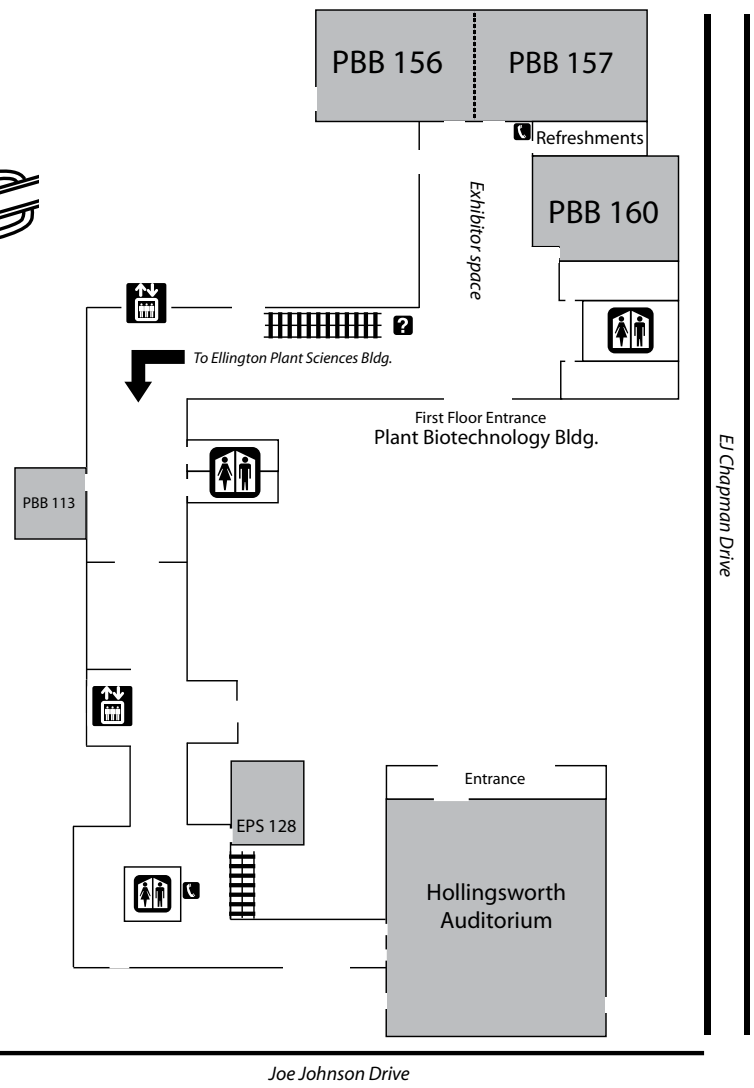 PBB 156
PBB 157
Refreshments
PBB 160
Exhibitor space
?
To Ellington Plant Sciences Bldg.
First Floor Entrance
Plant Biotechnology Bldg.
EJ Chapman Drive
PBB 113
Entrance
EPS 128
Hollingsworth
Auditorium
Joe Johnson Drive